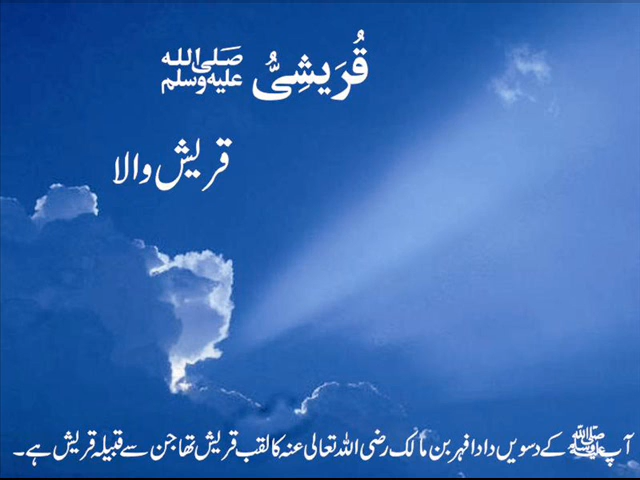 قُرَیشِیُّ صَلَی اللہ علیہ وسلم
قریش والا
آپ ﷺ کے دسویں دادا فہر بن مالک رضی اللہ تعالی عنہ کا لقب قریش تھا جن سے قبیلہ قریش ہے۔